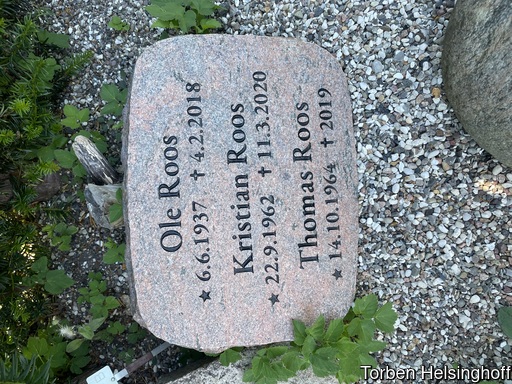 Ole Roos
★ 6.6.1937 ✝ 4.2.2018
Kristian Roos
★ 22.9.1962 ✝ 11.3.2020
Thomas Roos
★ 14.10.1964 ✝ 2019
Torben Helsinghoff